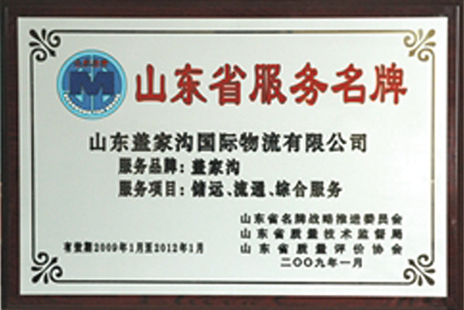 山东省服务名牌
山东盖家沟国际物流有限公司
服务品牌：盖家沟
服务项目：储运、流通、综合服务
山东省名牌战略推进委员会
山东省质量技术监督局
有效期2009年1月至2012年1月
山东省质量评价协会
二〇〇九年一月